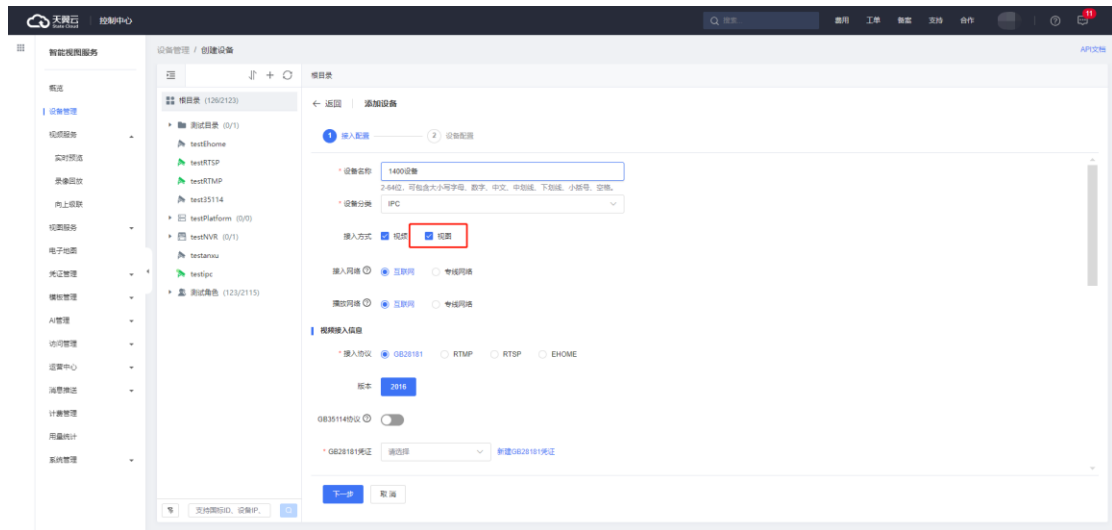 天翼云 控制中心 搜索 费用 工单 备案 支持 合作 11
智能视图服务 设备管理 / 创建设备 API文档
概览
设备管理
视频服务
实时预览
录像回放
向上级联
视图服务
电子地图
凭证管理
模板管理
AI管理
访问管理
运营中心
消息推送
计费管理
用量统计
系统管理
根目录 (126/2123)
测试目录 (0/1)
testEhome
testRTSP
testRTMP
test35114
testPlatform (0/0)
testNVR (0/1)
testanxu
testipc
测试角色 (123/2115)
支持国标ID、设备IP、
根目录
返回 添加设备
1 接入配置 2 设备配置
* 设备名称 1400设备
2-64位，可包含大小写字母、数字、中文、中划线、下划线、小括号、空格。
* 设备分类 IPC
接入方式 视频 视图
接入网络 互联网 专线网络
播放网络 互联网 专线网络
视频接入信息
* 接入协议 GB28181 RTMP RTSP EHOME
版本 2016
GB35114协议
* GB28181凭证 请选择 新建GB28181凭证
下一步 取消